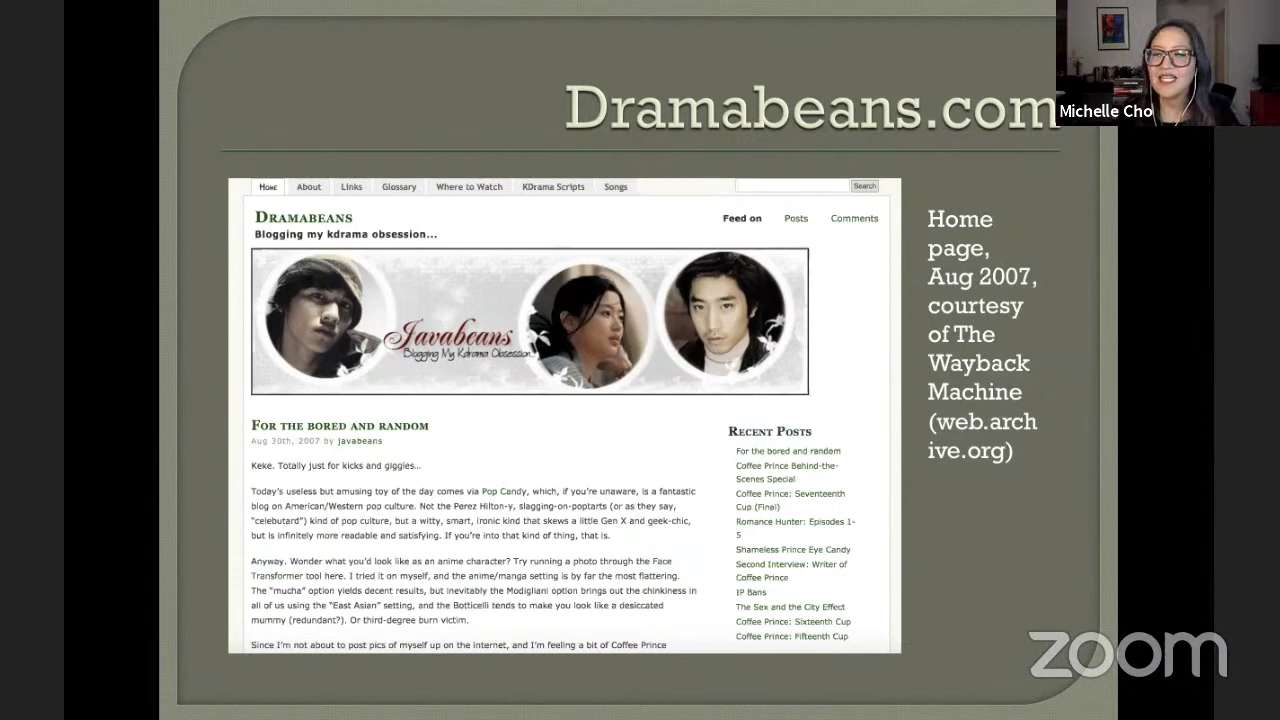 Dramabeans.com
Michelle Cho
Home About Links Glossary Where to Watch KDrama Scripts Songs Search
Dramabeans
Blogging my kdrama obsession...
Feed on Posts Comments
Javabeans
Blogging My Kdrama Obsession...
For the bored and random
Aug 30th, 2007 by javabeans
Keke. Totally just for kicks and giggles…
Today’s useless but amusing toy of the day comes via Pop Candy, which, if you’re unaware, is a fantastic
blog on American/Western pop culture. Not the Perez Hilton-y, slagging-on-poptarts (or as they say,
“celebutard”) kind of pop culture, but a witty, smart, ironic kind that skews a little Gen X and geek-chic,
but is infinitely more readable and satisfying. If you’re into that kind of thing, that is.
Anyway. Wonder what you’d look like as an anime character? Try running a photo through the Face
Transformer tool here. I tried it on myself, and the anime/manga setting is by far the most flattering.
The “mucha” option yields decent results, but inevitably the Modigliani option brings out the chinkiness in
all of us using the “East Asian” setting, and the Botticelli tends to make you look like a desiccated
mummy (redundant?). Or third-degree burn victim.
Since I’m not about to post pics of myself up on the internet, and I’m feeling a bit of Coffee Prince
Recent Posts
For the bored and random
Coffee Prince Behind-the-
Scenes Special
Coffee Prince: Seventeenth
Cup (Final)
Romance Hunter: Episodes 1-
5
Shameless Prince Eye Candy
Second Interview: Writer of
Coffee Prince
IP Bans
The Sex and the City Effect
Coffee Prince: Sixteenth Cup
Coffee Prince: Fifteenth Cup
Home
page,
Aug 2007,
courtesy
of The
Wayback
Machine
(web.arch
ive.org)
zoom